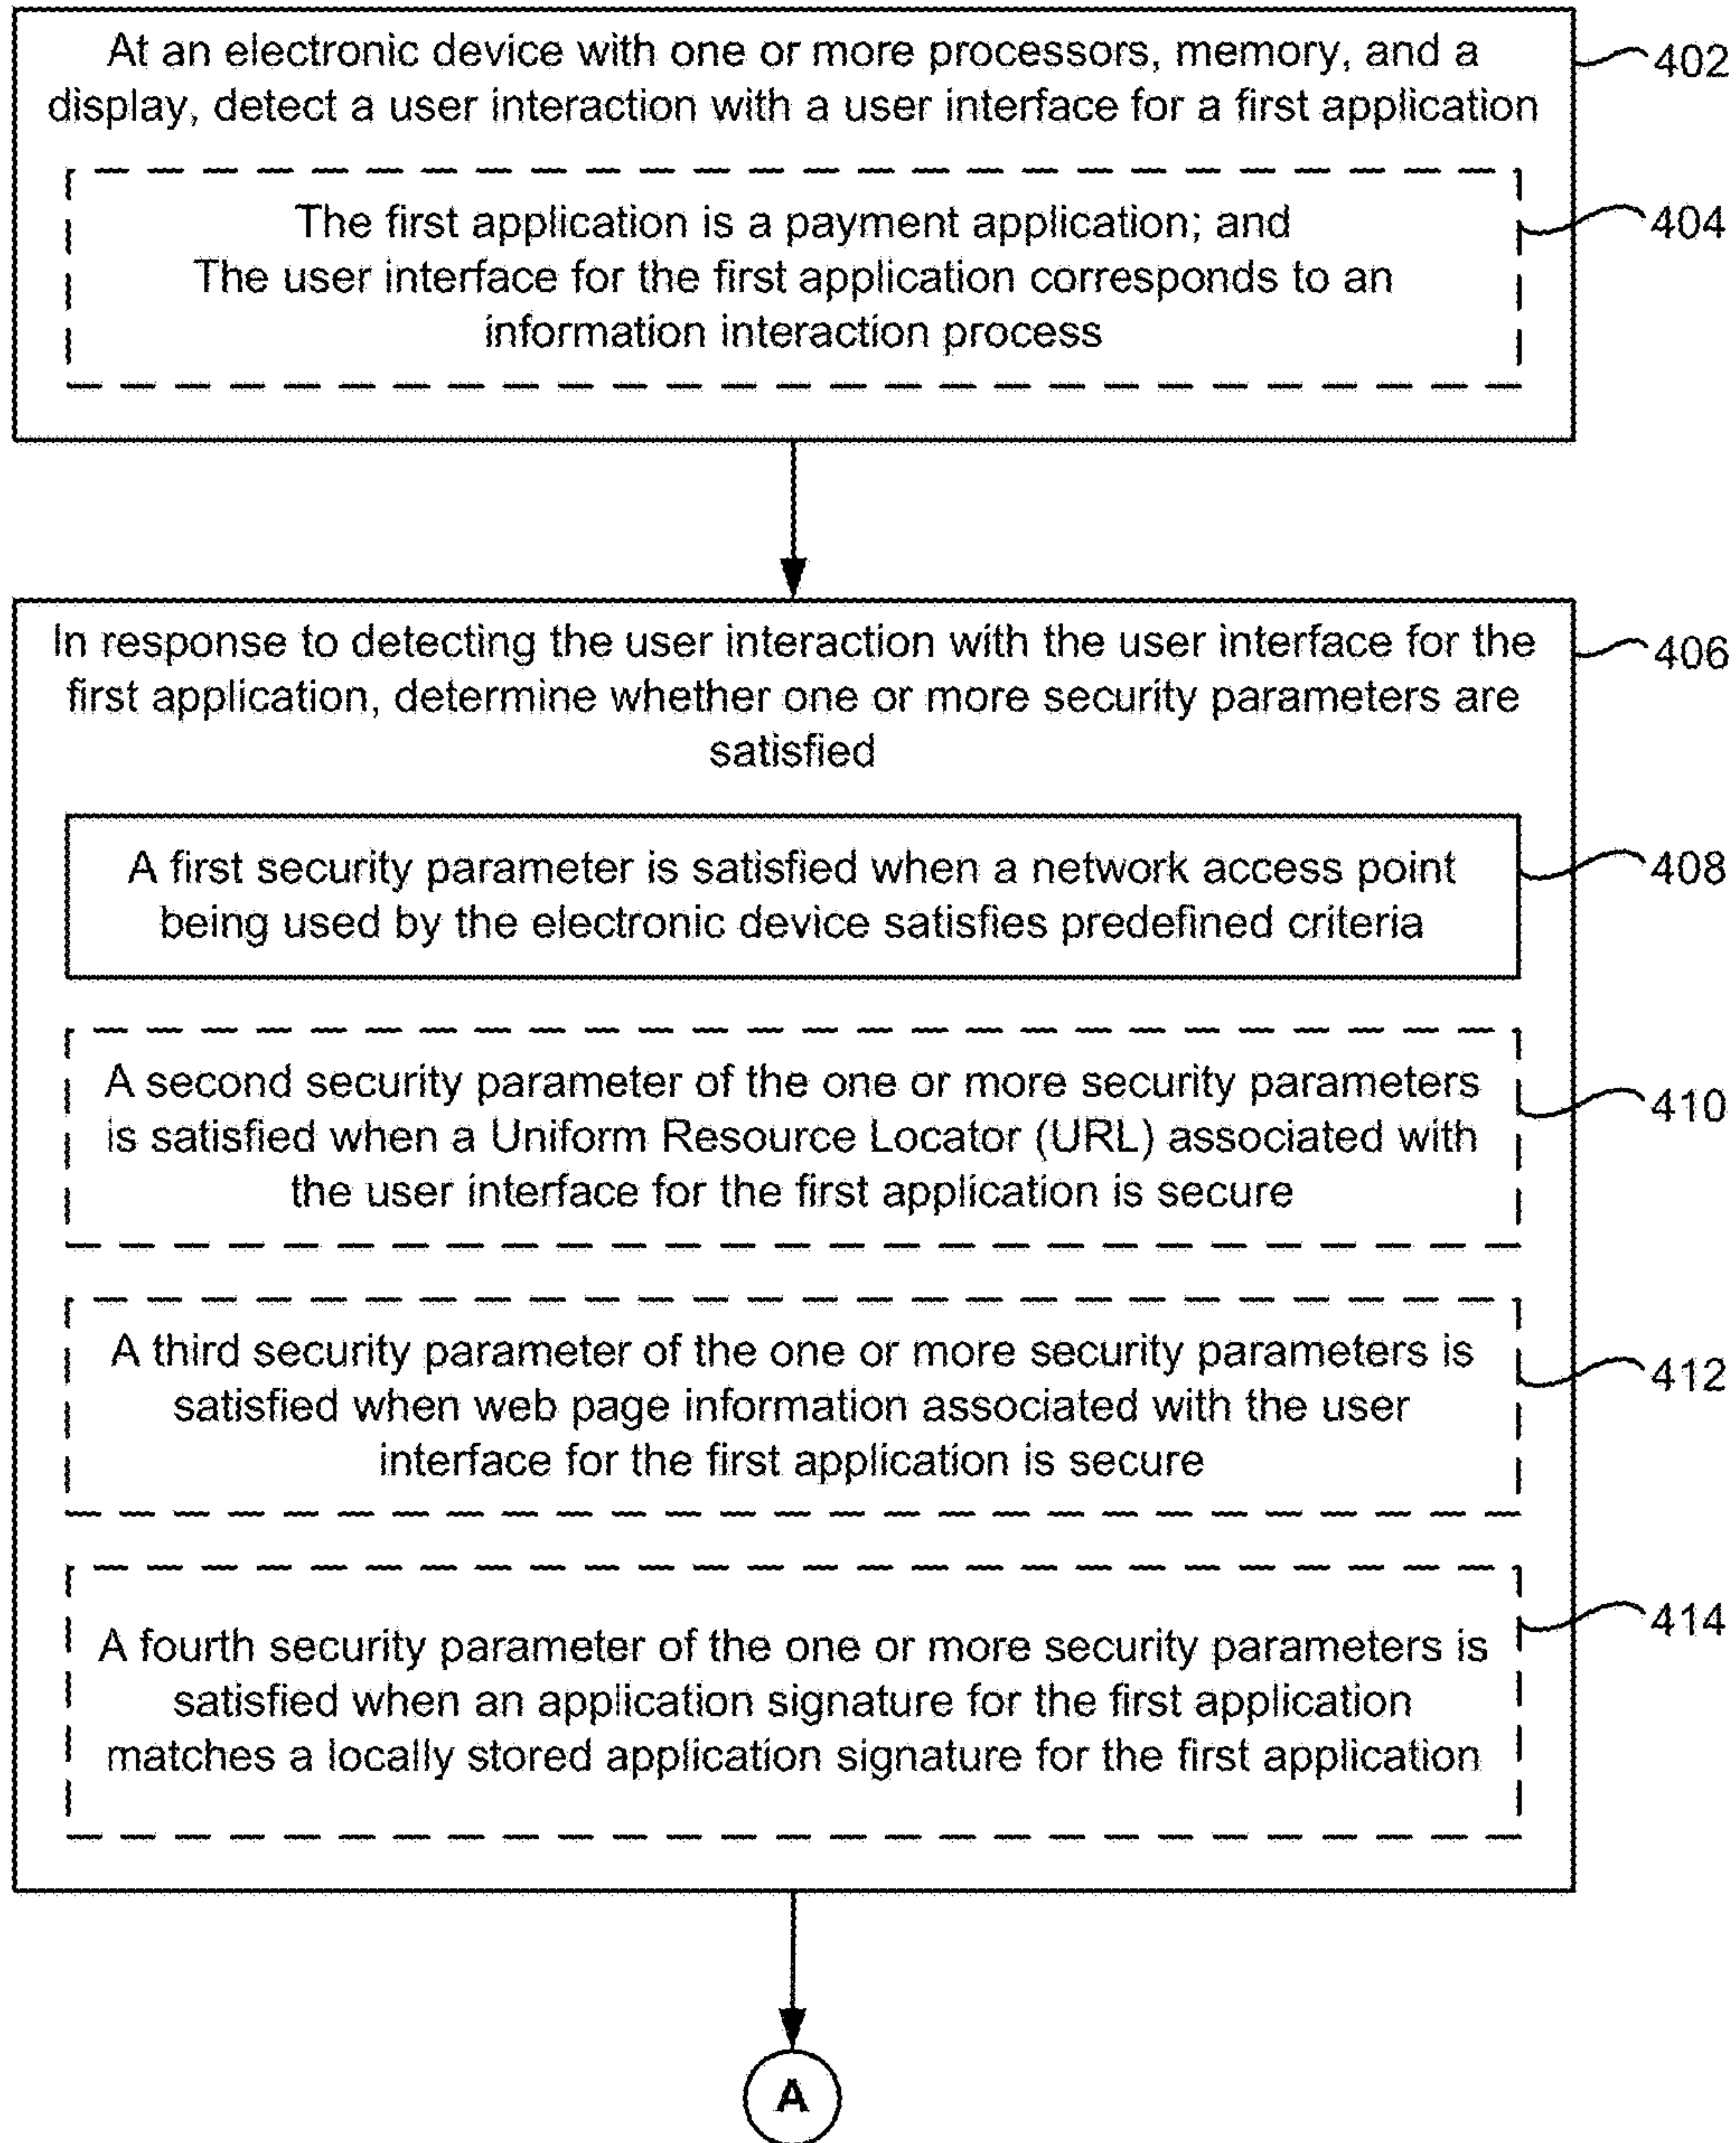 At an electronic device with one or more processors, memory, and a
display, detect a user interaction with a user interface for a first application
402
The first application is a payment application; and
The user interface for the first application corresponds to an
information interaction process
404
In response to detecting the user interaction with the user interface for the
first application, determine whether one or more security parameters are
satisfied
406
A first security parameter is satisfied when a network access point
being used by the electronic device satisfies predefined criteria
408
A second security parameter of the one or more security parameters
is satisfied when a Uniform Resource Locator (URL) associated with
the user interface for the first application is secure
410
A third security parameter of the one or more security parameters is
satisfied when web page information associated with the user
interface for the first application is secure
412
A fourth security parameter of the one or more security parameters is
satisfied when an application signature for the first application
matches a locally stored application signature for the first application
414
A